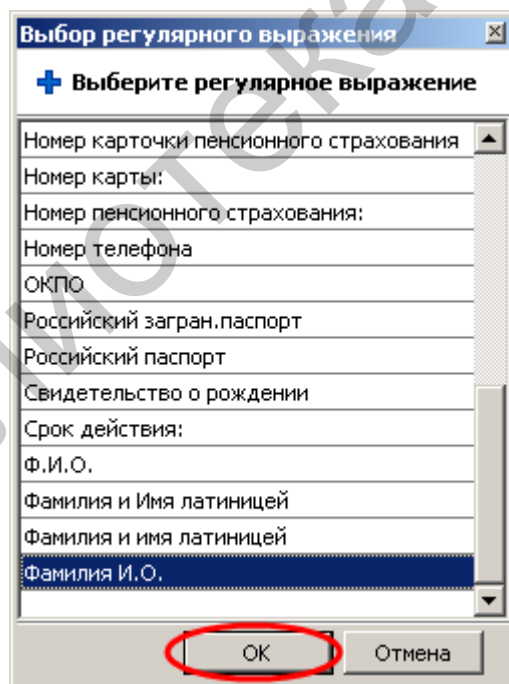 Выбор регулярного выражения
Выберите регулярное выражение
Номер карточки пенсионного страхования
Номер карты:
Номер пенсионного страхования:
Номер телефона
ОКПО
Российский загран.паспорт
Российский паспорт
Свидетельство о рождении
Срок действия:
Ф.И.О.
Фамилия и Имя латиницей
Фамилия и имя латиницей
Фамилия И.О.
ОК Отмена